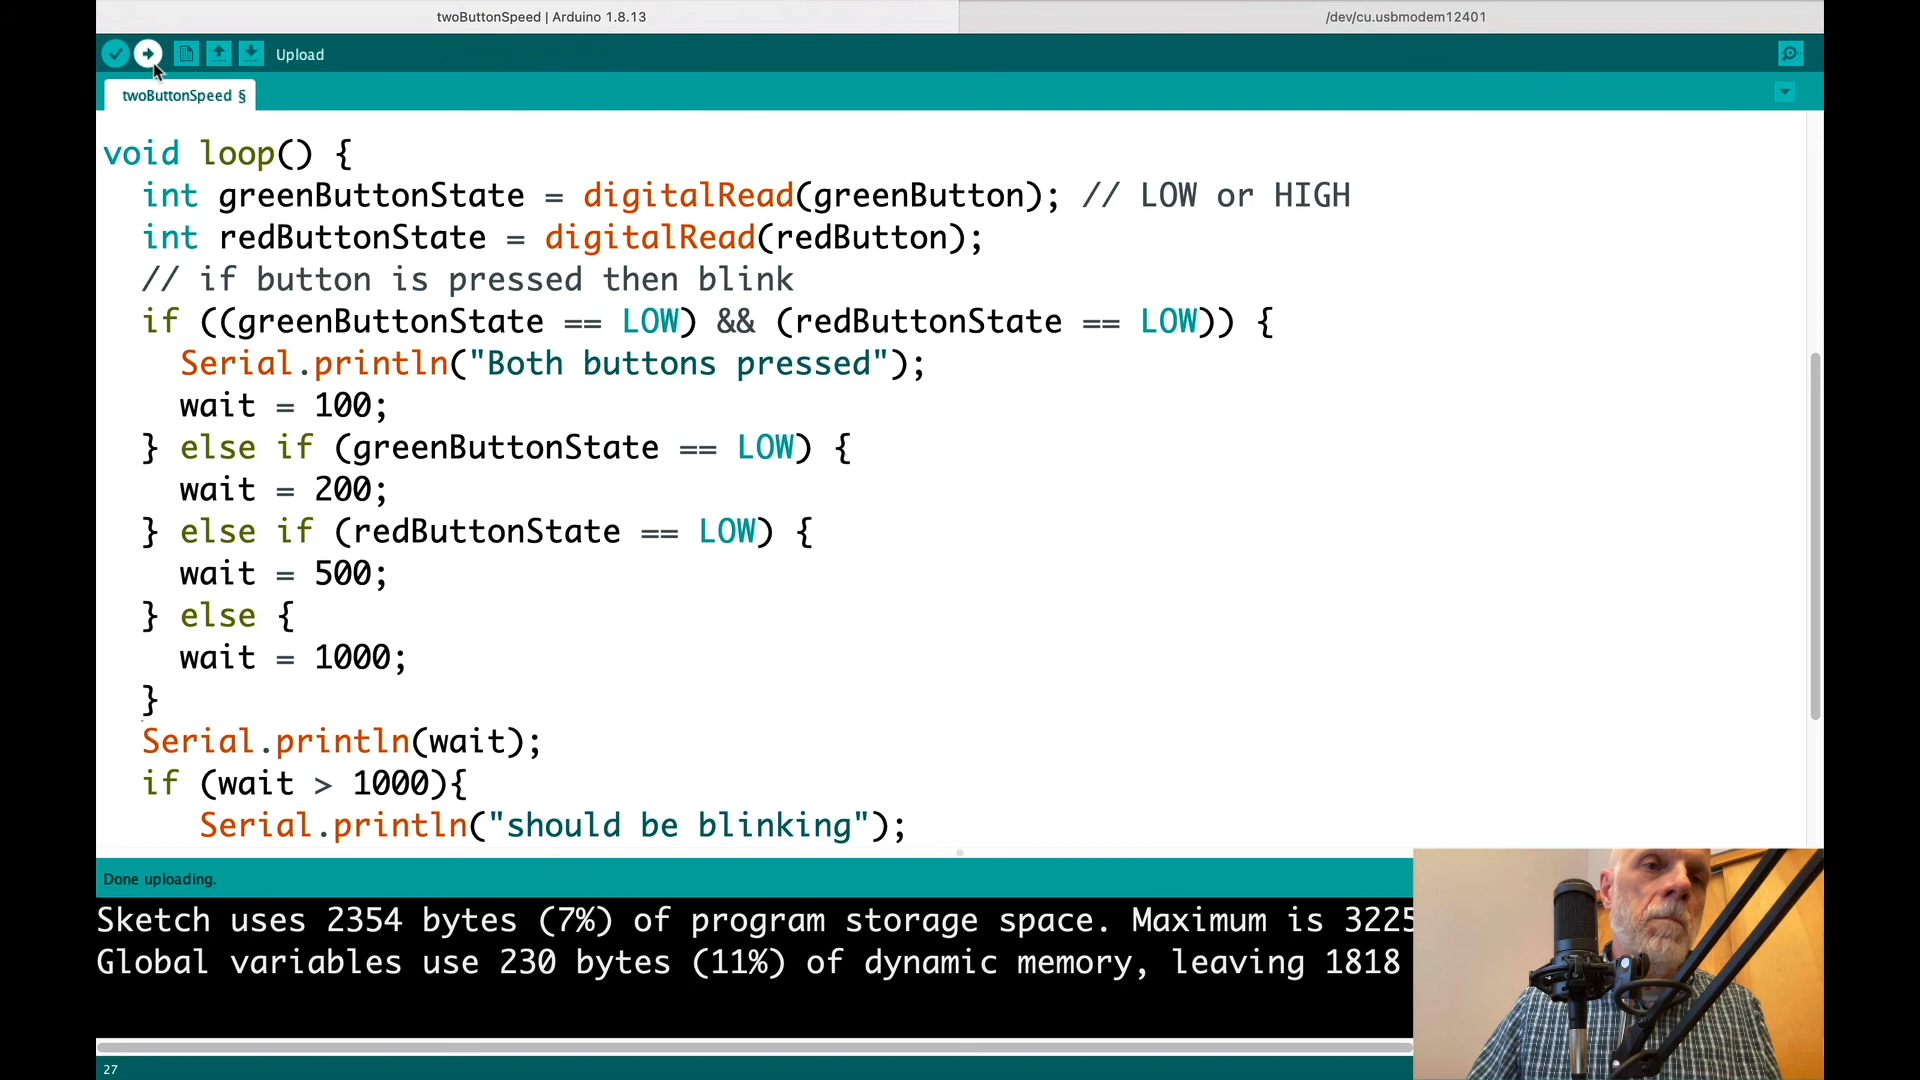 twoButtonSpeed | Arduino 1.8.13
/dev/cu.usbmodem12401
Upload
twoButtonSpeed §
void loop() {
  int greenButtonState = digitalRead(greenButton); // LOW or HIGH
  int redButtonState = digitalRead(redButton);
  // if button is pressed then blink
  if ((greenButtonState == LOW) && (redButtonState == LOW)) {
    Serial.println("Both buttons pressed");
    wait = 100;
  } else if (greenButtonState == LOW) {
    wait = 200;
  } else if (redButtonState == LOW) {
    wait = 500;
  } else {
    wait = 1000;
  }
  Serial.println(wait);
  if (wait > 1000){
     Serial.println("should be blinking");
Done uploading.
Sketch uses 2354 bytes (7%) of program storage space. Maximum is 3225
Global variables use 230 bytes (11%) of dynamic memory, leaving 1818
27